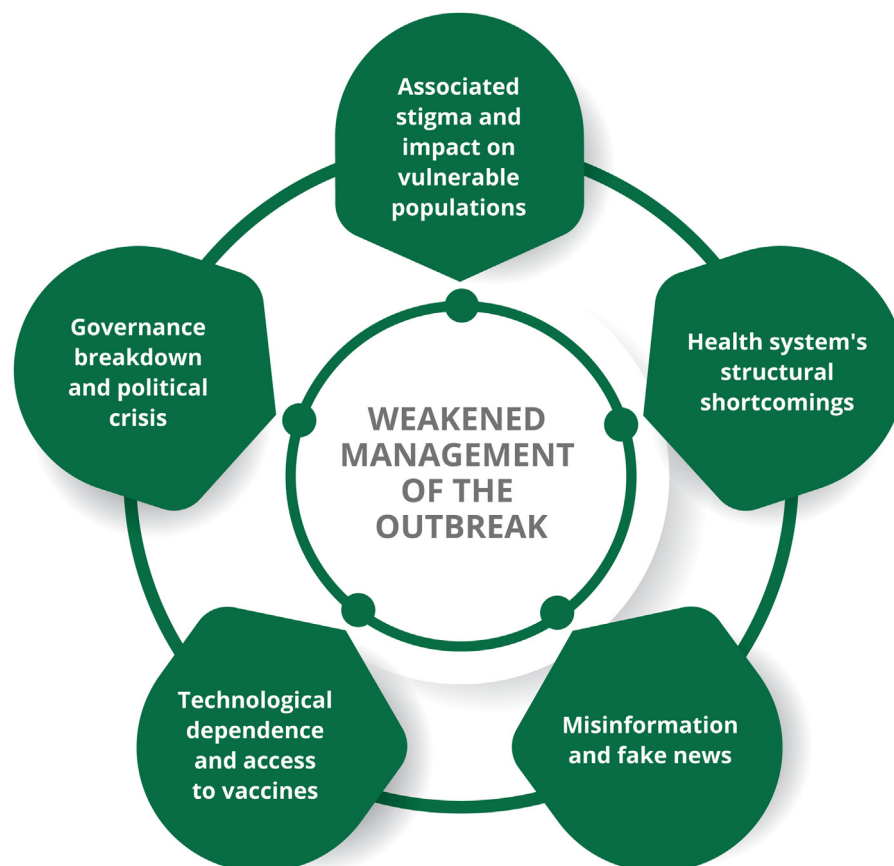 Associated
stigma and
impact on
vulnerable
populations
Governance
breakdown
and political
crisis
Health system's
structural
shortcomings
WEAKENED
MANAGEMENT
OF THE
OUTBREAK
Technological
dependence
and access
to vaccines
Misinformation
and fake news